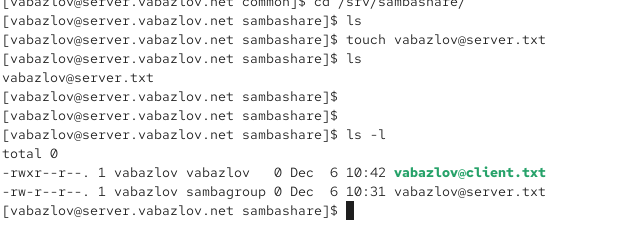 [vabazlov@server.vabazlov.net common]$ cd /srv/sambashare/
[vabazlov@server.vabazlov.net sambashare]$ ls
[vabazlov@server.vabazlov.net sambashare]$ touch vabazlov@server.txt
[vabazlov@server.vabazlov.net sambashare]$ ls
vabazlov@server.txt
[vabazlov@server.vabazlov.net sambashare]$
[vabazlov@server.vabazlov.net sambashare]$
[vabazlov@server.vabazlov.net sambashare]$ ls -l
total 0
-rwxr--r--. 1 vabazlov vabazlov   0 Dec  6 10:42 vabazlov@client.txt
-rw-r--r--. 1 vabazlov sambagroup 0 Dec  6 10:31 vabazlov@server.txt
[vabazlov@server.vabazlov.net sambashare]$